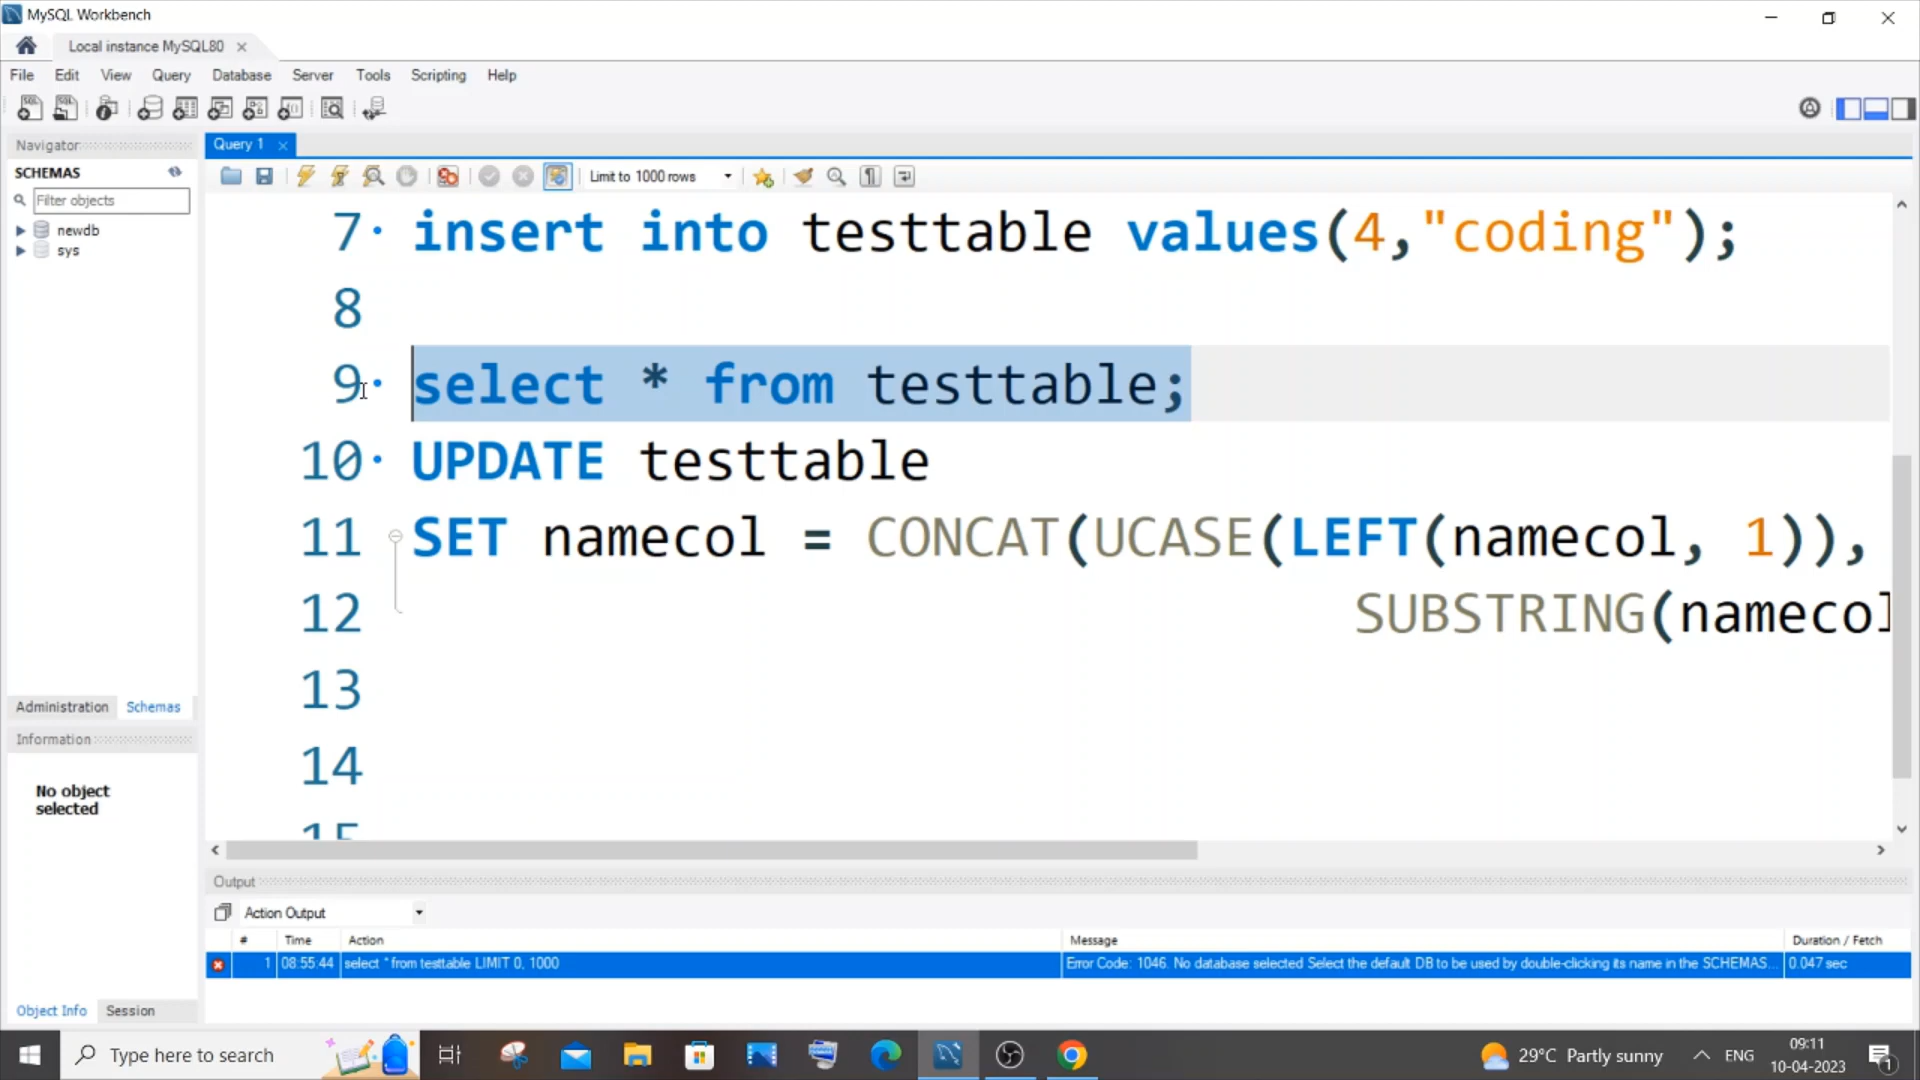 MySQL Workbench
Local instance MySQL80
File Edit View Query Database Server Tools Scripting Help
Navigator
SCHEMAS
Filter objects
newdb
sys
Administration Schemas
Information
No object
selected
Object Info Session
Query 1
Limit to 1000 rows
7 insert into testtable values(4,"coding");
8
9 select * from testtable;
10 UPDATE testtable
11 SET namecol = CONCAT(UCASE(LEFT(namecol, 1)),
12 SUBSTRING(namecol
13
14
15
Output
Action Output
# Time Action Message Duration / Fetch
1 08:55:44 select * from testtable LIMIT 0, 1000 Error Code: 1046. No database selected Select the default DB to be used by double-clicking its name in the SCHEMAS... 0.047 sec
Type here to search
29°C Partly sunny
ENG
09:11
10-04-2023
1